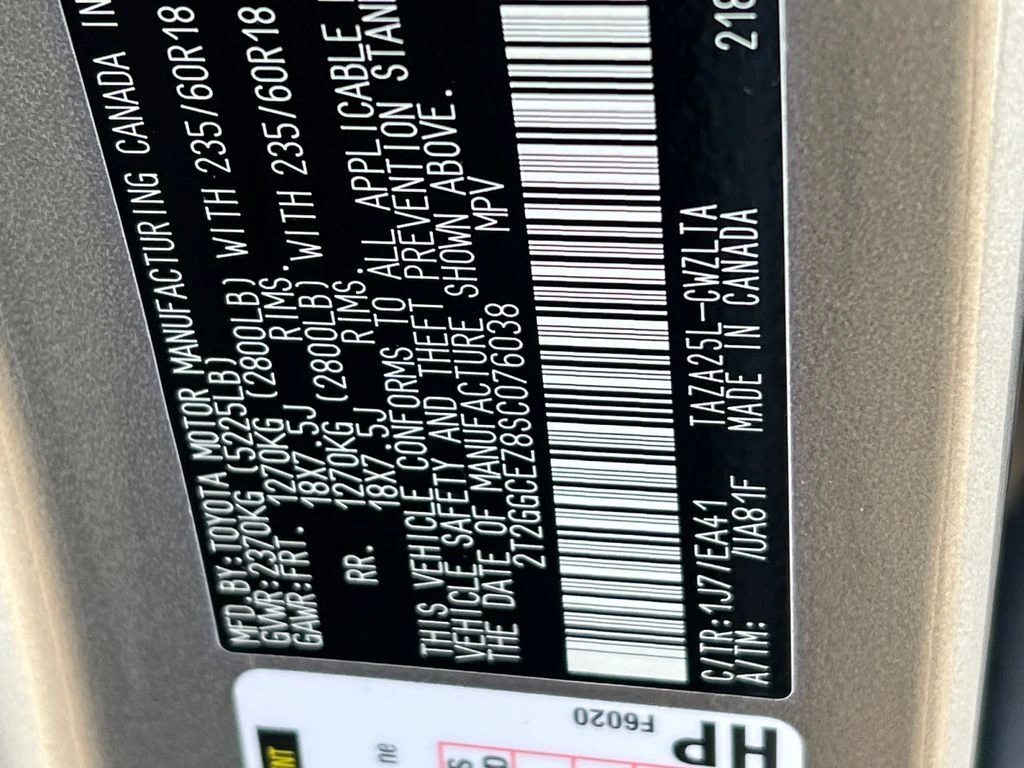 MFD.BY:TOYOTA MOTOR MANUFACTURING CANADA IN
GVWR:2370KG (5225LB)
GAWR:FRT. 1270KG (2800LB) WITH 235/60R18
18X7.5J RIMS.
RR. 1270KG (2800LB) WITH 235/60R18
18X7.5J RIMS.
THIS VEHICLE CONFORMS TO ALL APPLICABLE
VEHICLE SAFETY AND THEFT PREVENTION STAN
THE DATE OF MANUFACTURE SHOWN ABOVE.
2T2GGCEZ8SC076038 MPV
C/TR:1J7/EA41 TAZA25L-CWZLTA 218
A/TM: /UA81F MADE IN CANADA
F6020
ne